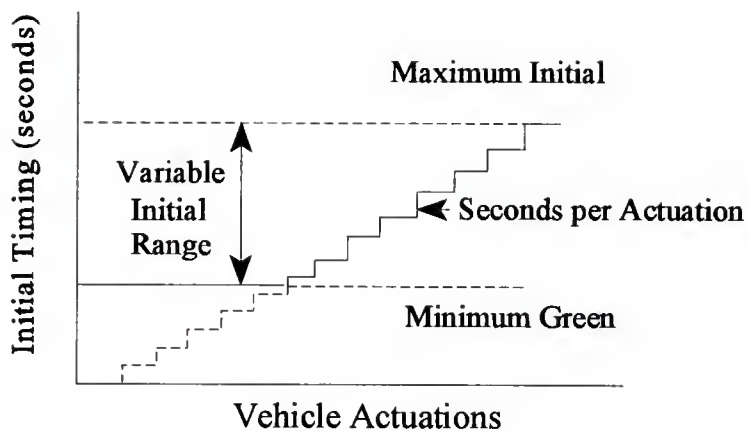 Initial Timing (seconds)
Maximum Initial
Variable
Initial
Range
Seconds per Actuation
Minimum Green
Vehicle Actuations